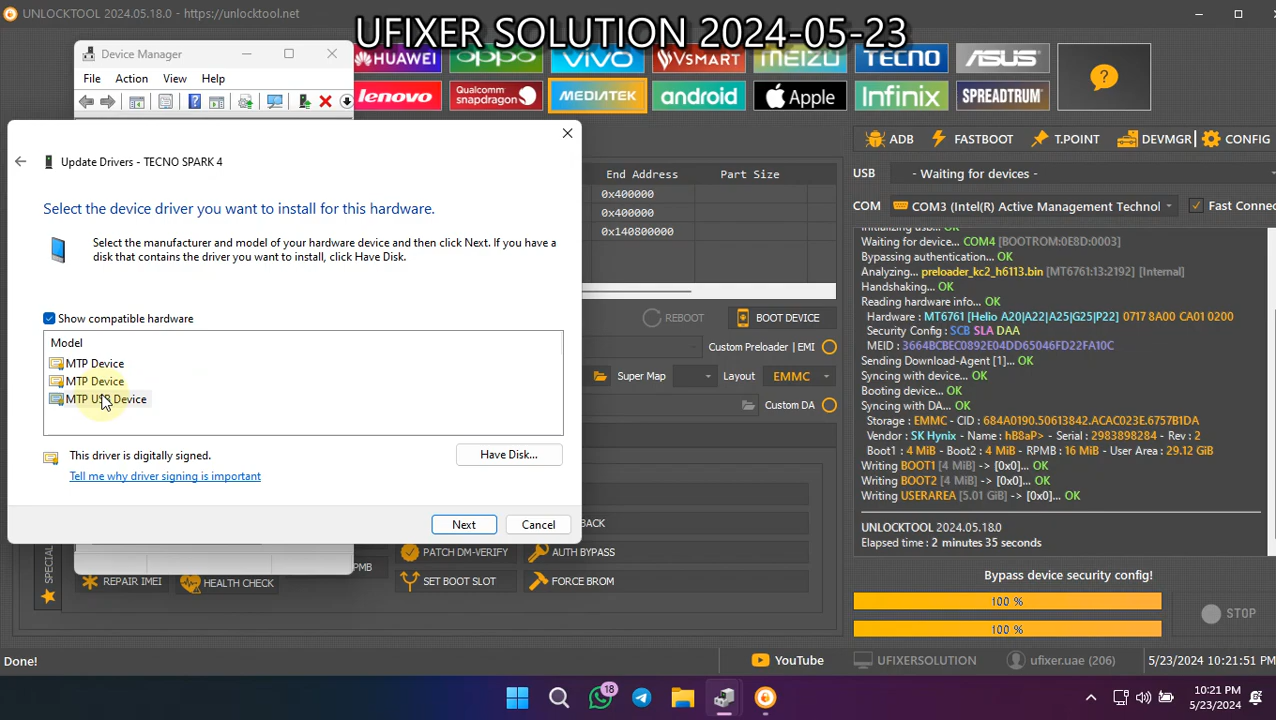 UNLOCKTOOL 2024.05.18.0 - https://unlocktool.net
UFIXER SOLUTION 2024-05-23
Device Manager
File Action View Help
HUAWEI oppo vivo VSMART MEIZU TECNO ASUS
lenovo Qualcomm snapdragon MEDIATEK android Apple Infinix SPREADTRUM
ADB FASTBOOT T.POINT DEVMGR CONFIG
USB - Waiting for devices -
COM COM3 (Intel(R) Active Management Technol Fast Connec
End Address Part Size
0x400000
0x400000
0x140800000
REBOOT BOOT DEVICE
Custom Preloader | EMI
Super Map Layout EMMC
Custom DA
Update Drivers - TECNO SPARK 4
Select the device driver you want to install for this hardware.
Select the manufacturer and model of your hardware device and then click Next. If you have a
disk that contains the driver you want to install, click Have Disk.
Show compatible hardware
Model
MTP Device
MTP Device
MTP USB Device
This driver is digitally signed.
Have Disk...
Tell me why driver signing is important
Next Cancel
BACK
PATCH DM-VERIFY AUTH BYPASS
PMB
REPAIR IMEI HEALTH CHECK SET BOOT SLOT FORCE BROM
SPECIAL
Waiting for device... COM4 [BOOTROM:0E8D:0003]
Bypassing authentication... OK
Analyzing... preloader_kc2_h6113.bin [MT6761:13:2192] [Internal]
Handshaking... OK
Reading hardware info... OK
Hardware : MT6761 [Helio A20|A22|A25|G25|P22] 0717 8A00 CA01 0200
Security Config : SCB SLA DAA
MEID : 3664BCBEC0892E04DD65046FD22FA10C
Sending Download-Agent [1]... OK
Syncing with device... OK
Booting device... OK
Syncing with DA... OK
Storage : EMMC - CID : 684A0190.50613842.ACAC023E.6757B1DA
Vendor : SK Hynix - Name : hB8aP> - Serial : 2983898284 - Rev : 2
Boot1 : 4 MiB - Boot2 : 4 MiB - RPMB : 16 MiB - User Area : 29.12 GiB
Writing BOOT1 [4 MiB] -> [0x0]... OK
Writing BOOT2 [4 MiB] -> [0x0]... OK
Writing USERAREA [5.01 GiB] -> [0x0]... OK
UNLOCKTOOL 2024.05.18.0
Elapsed time : 2 minutes 35 seconds
Bypass device security config!
100 %
100 %
STOP
Done!
YouTube UFIXERSOLUTION ufixer.uae (206) 5/23/2024 10:21:51 PM
18
10:21 PM
5/23/2024